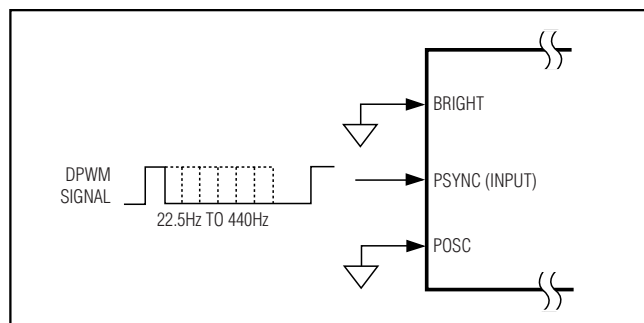 BRIGHT
DPWM
SIGNAL
PSYNC (INPUT)
22.5Hz TO 440Hz
POSC